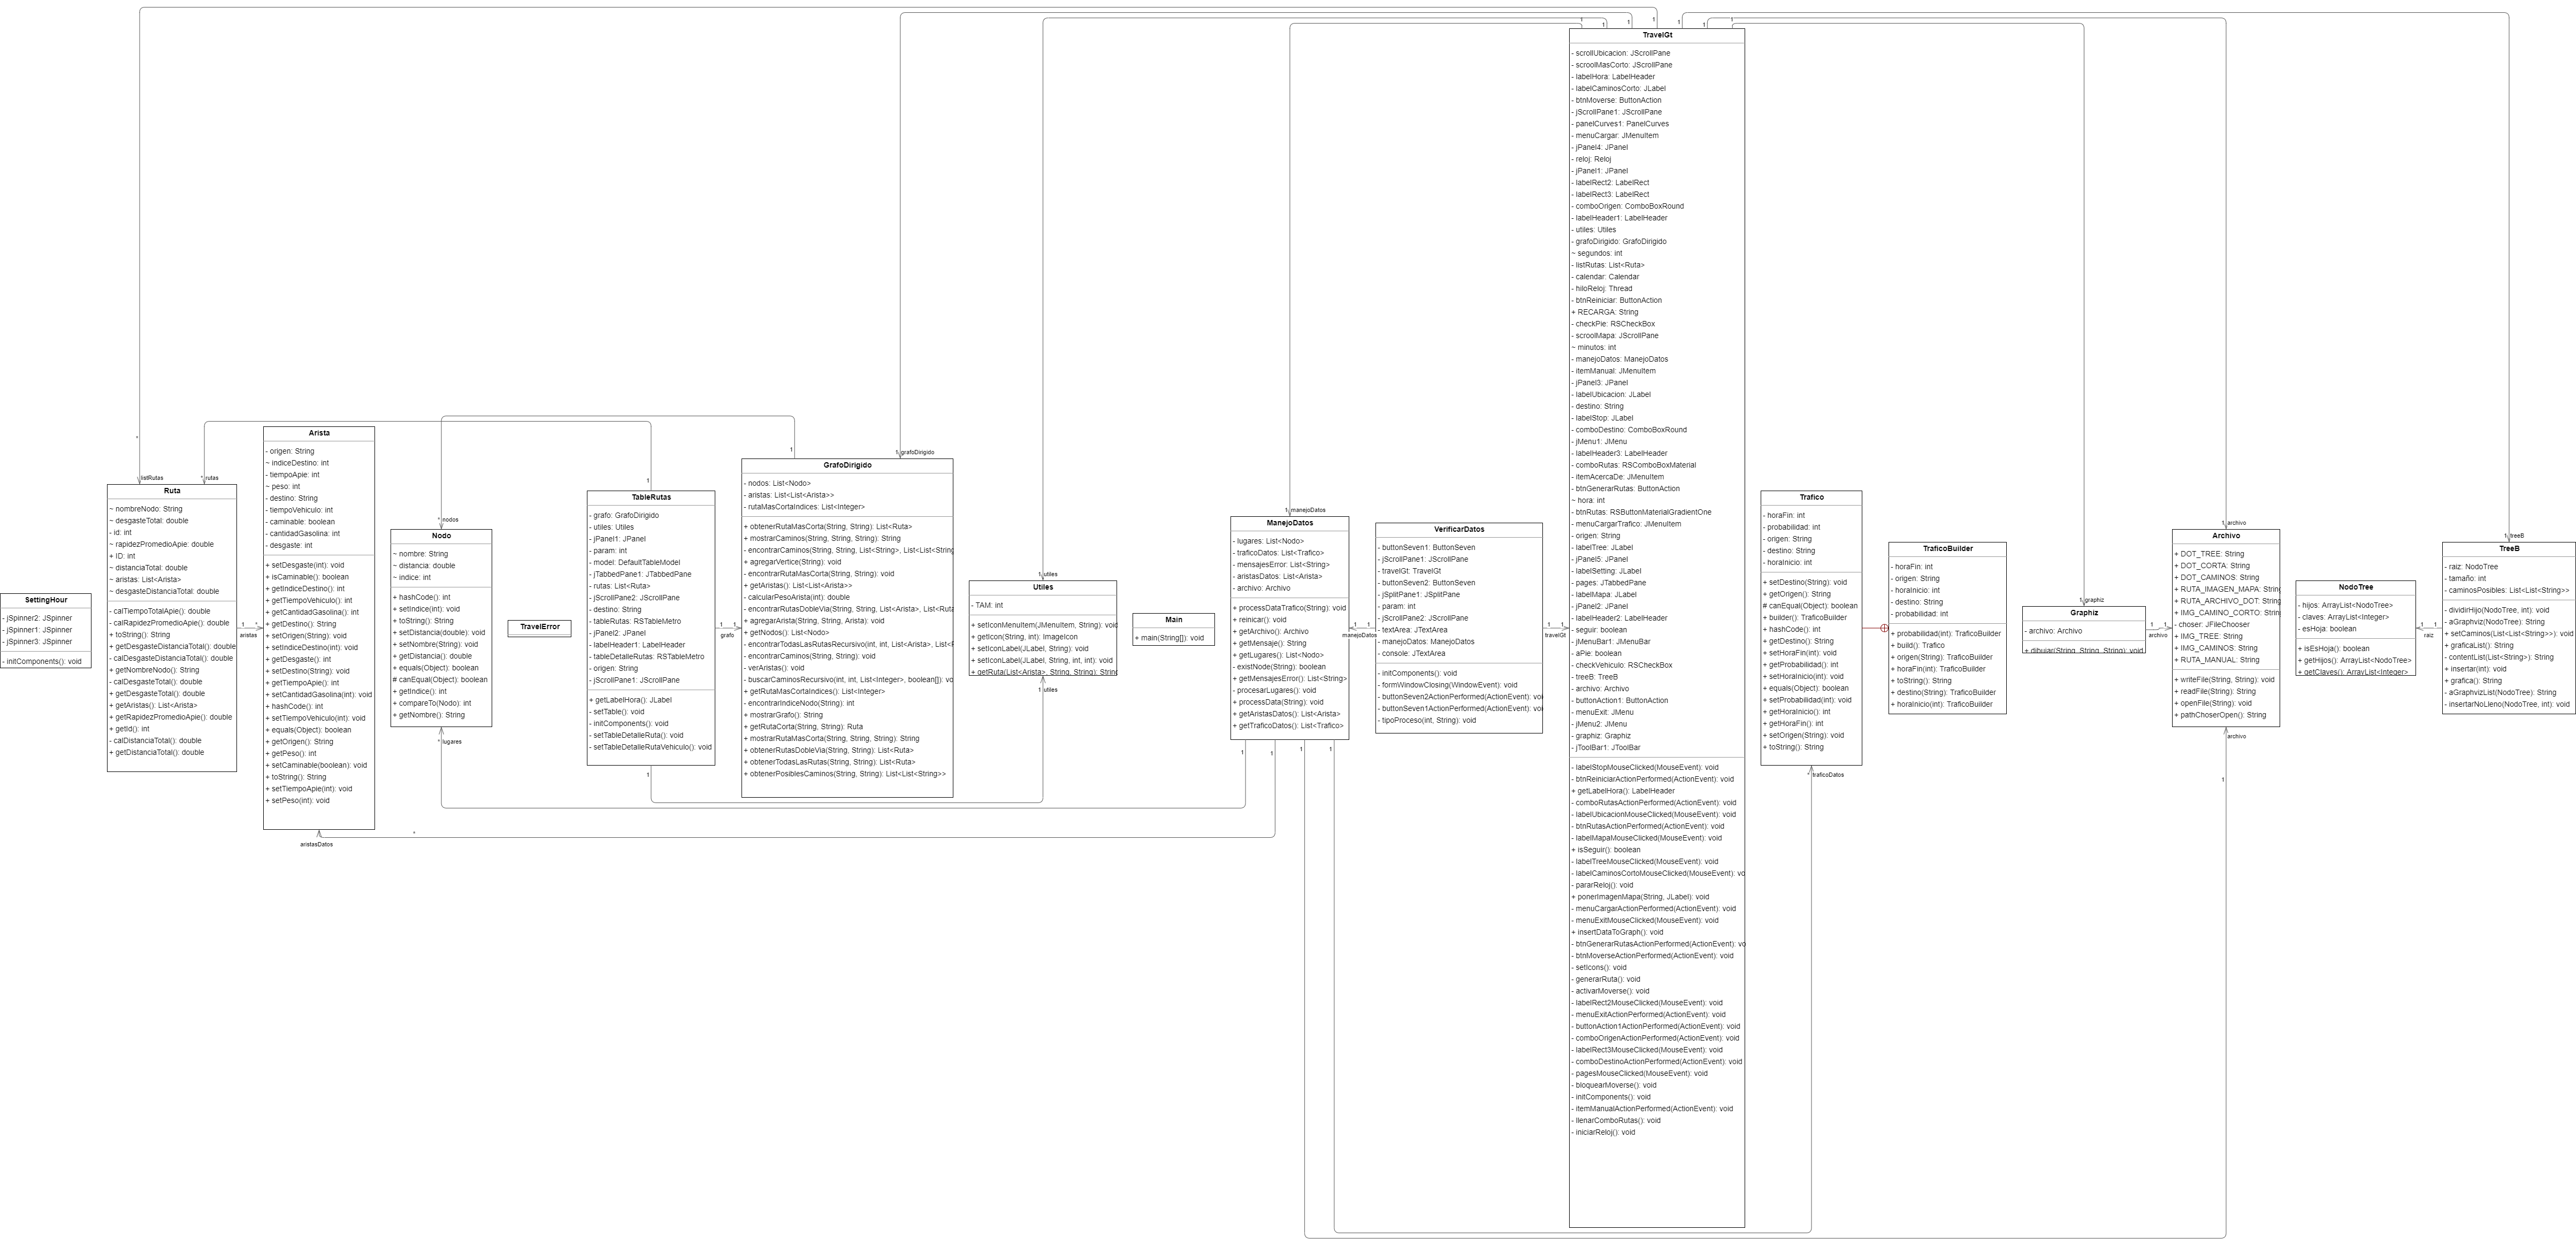 SettingHour
- jSpinner2: JSpinner
- jSpinner1: JSpinner
- jSpinner3: JSpinner
- initComponents(): void
1
*
listRutas
* rutas
Ruta
~ nombreNodo: String
~ desgasteTotal: double
- id: int
~ rapidezPromedioApie: double
+ ID: int
~ distanciaTotal: double
~ aristas: List<Arista>
~ desgasteDistanciaTotal: double
- calTiempoTotalApie(): double
- calRapidezPromedioApie(): double
+ toString(): String
+ getDesgasteDistanciaTotal(): double
- calDesgasteDistanciaTotal(): double
+ getNombreNodo(): String
- calDesgasteTotal(): double
+ getDesgasteTotal(): double
+ getAristas(): List<Arista>
+ getRapidezPromedioApie(): double
+ getId(): int
- calDistanciaTotal(): double
+ getDistanciaTotal(): double
1 *
aristas
Arista
- origen: String
~ indiceDestino: int
- tiempoApie: int
~ peso: int
- destino: String
- tiempoVehiculo: int
- caminable: boolean
- cantidadGasolina: int
- desgaste: int
+ setDesgaste(int): void
+ isCaminable(): boolean
+ getIndiceDestino(): int
+ getTiempoVehiculo(): int
+ getCantidadGasolina(): int
+ getDestino(): String
+ setOrigen(String): void
+ setIndiceDestino(int): void
+ getDesgaste(): int
+ setDestino(String): void
+ getTiempoApie(): int
+ setCantidadGasolina(int): void
+ hashCode(): int
+ setTiempoVehiculo(int): void
+ equals(Object): boolean
+ getOrigen(): String
+ getPeso(): int
+ setCaminable(boolean): void
+ toString(): String
+ setTiempoApie(int): void
+ setPeso(int): void
*
aristasDatos
* nodos
Nodo
~ nombre: String
~ distancia: double
~ indice: int
+ hashCode(): int
+ setIndice(int): void
+ toString(): String
+ setDistancia(double): void
+ setNombre(String): void
+ getDistancia(): double
+ equals(Object): boolean
# canEqual(Object): boolean
+ getIndice(): int
+ compareTo(Nodo): int
+ getNombre(): String
* lugares
TravelError
1
TableRutas
- grafo: GrafoDirigido
- utiles: Utiles
- jPanel1: JPanel
- param: int
- model: DefaultTableModel
- jTabbedPane1: JTabbedPane
- rutas: List<Ruta>
- jScrollPane2: JScrollPane
- destino: String
- tableRutas: RSTableMetro
- jPanel2: JPanel
- labelHeader1: LabelHeader
- tableDetalleRutas: RSTableMetro
- origen: String
- jScrollPane1: JScrollPane
+ getLabelHora(): JLabel
- setTable(): void
- initComponents(): void
- setTableDetalleRuta(): void
- setTableDetalleRutaVehiculo(): void
1
1 1
grafo
1
1 grafoDirigido
GrafoDirigido
- nodos: List<Nodo>
- aristas: List<List<Arista>>
- rutaMasCortaIndices: List<Integer>
+ obtenerRutaMasCorta(String, String): List<Ruta>
+ mostrarCaminos(String, String, String): String
- encontrarCaminos(String, String, List<String>, List<List<String
+ agregarVertice(String): void
- encontrarRutaMasCorta(String, String): void
+ getAristas(): List<List<Arista>>
- calcularPesoArista(int): double
- encontrarRutasDobleVia(String, String, List<Arista>, List<Ruta
+ agregarArista(String, String, Arista): void
+ getNodos(): List<Nodo>
- encontrarTodasLasRutasRecursivo(int, int, List<Arista>, List<R
- encontrarCaminos(String, String): void
- verAristas(): void
- buscarCaminosRecursivo(int, int, List<Integer>, boolean[]): vo
+ getRutaMasCortaIndices(): List<Integer>
- encontrarIndiceNodo(String): int
+ mostrarGrafo(): String
+ getRutaCorta(String, String): Ruta
+ mostrarRutaMasCorta(String, String, String): String
+ obtenerRutasDobleVia(String, String): List<Ruta>
+ obtenerTodasLasRutas(String, String): List<Ruta>
+ obtenerPosiblesCaminos(String, String): List<List<String>>
1 utiles
Utiles
- TAM: int
+ setIconMenuItem(JMenuItem, String): void
+ getIcon(String, int): ImageIcon
+ setIconLabel(JLabel, String): void
+ setIconLabel(JLabel, String, int, int): void
+ getRuta(List<Arista>, String, String): String
1 utiles
Main
+ main(String[]): void
1 manejoDatos
ManejoDatos
- lugares: List<Nodo>
- traficoDatos: List<Trafico>
- mensajesError: List<String>
- aristasDatos: List<Arista>
- archivo: Archivo
+ processDataTrafico(String): void
+ reinicar(): void
+ getArchivo(): Archivo
+ getMensaje(): String
+ getLugares(): List<Nodo>
- existNode(String): boolean
+ getMensajesError(): List<String>
- procesarLugares(): void
+ processData(String): void
+ getAristasDatos(): List<Arista>
+ getTraficoDatos(): List<Trafico>
1
1
1
1
1 1
manejoDatos
VerificarDatos
- buttonSeven1: ButtonSeven
- jScrollPane1: JScrollPane
- travelGt: TravelGt
- buttonSeven2: ButtonSeven
- jSplitPane1: JSplitPane
- param: int
- jScrollPane2: JScrollPane
- textArea: JTextArea
- manejoDatos: ManejoDatos
- console: JTextArea
- initComponents(): void
- formWindowClosing(WindowEvent): void
- buttonSeven2ActionPerformed(ActionEvent): voi
- buttonSeven1ActionPerformed(ActionEvent): voi
- tipoProceso(int, String): void
1 1
travelGt
1
1
1
1
1
1
1
TravelGt
- scrollUbicacion: JScrollPane
- scroolMasCorto: JScrollPane
- labelHora: LabelHeader
- labelCaminosCorto: JLabel
- btnMoverse: ButtonAction
- jScrollPane1: JScrollPane
- panelCurves1: PanelCurves
- menuCargar: JMenuItem
- jPanel4: JPanel
- reloj: Reloj
- jPanel1: JPanel
- labelRect2: LabelRect
- labelRect3: LabelRect
- comboOrigen: ComboBoxRound
- labelHeader1: LabelHeader
- utiles: Utiles
- grafoDirigido: GrafoDirigido
~ segundos: int
- listRutas: List<Ruta>
- calendar: Calendar
- hiloReloj: Thread
- btnReiniciar: ButtonAction
+ RECARGA: String
- checkPie: RSCheckBox
- scroolMapa: JScrollPane
~ minutos: int
- manejoDatos: ManejoDatos
- itemManual: JMenuItem
- jPanel3: JPanel
- labelUbicacion: JLabel
- destino: String
- labelStop: JLabel
- comboDestino: ComboBoxRound
- jMenu1: JMenu
- labelHeader3: LabelHeader
- comboRutas: RSComboBoxMaterial
- itemAcercaDe: JMenuItem
- btnGenerarRutas: ButtonAction
~ hora: int
- btnRutas: RSButtonMaterialGradientOne
- menuCargarTrafico: JMenuItem
- origen: String
- labelTree: JLabel
- jPanel5: JPanel
- labelSetting: JLabel
- pages: JTabbedPane
- labelMapa: JLabel
- jPanel2: JPanel
- labelHeader2: LabelHeader
- seguir: boolean
- jMenuBar1: JMenuBar
- aPie: boolean
- checkVehiculo: RSCheckBox
- treeB: TreeB
- archivo: Archivo
- buttonAction1: ButtonAction
- menuExit: JMenu
- jMenu2: JMenu
- graphiz: Graphiz
- jToolBar1: JToolBar
- labelStopMouseClicked(MouseEvent): void
- btnReiniciarActionPerformed(ActionEvent): void
+ getLabelHora(): LabelHeader
- comboRutasActionPerformed(ActionEvent): void
- labelUbicacionMouseClicked(MouseEvent): void
- btnRutasActionPerformed(ActionEvent): void
- labelMapaMouseClicked(MouseEvent): void
+ isSeguir(): boolean
- labelTreeMouseClicked(MouseEvent): void
- labelCaminosCortoMouseClicked(MouseEvent): vo
- pararReloj(): void
+ ponerImagenMapa(String, JLabel): void
- menuCargarActionPerformed(ActionEvent): void
- menuExitMouseClicked(MouseEvent): void
+ insertDataToGraph(): void
- btnGenerarRutasActionPerformed(ActionEvent): vo
- btnMoverseActionPerformed(ActionEvent): void
- setIcons(): void
- generarRuta(): void
- activarMoverse(): void
- labelRect2MouseClicked(MouseEvent): void
- menuExitActionPerformed(ActionEvent): void
- buttonAction1ActionPerformed(ActionEvent): void
- comboOrigenActionPerformed(ActionEvent): void
- labelRect3MouseClicked(MouseEvent): void
- comboDestinoActionPerformed(ActionEvent): void
- pagesMouseClicked(MouseEvent): void
- bloquearMoverse(): void
- initComponents(): void
- itemManualActionPerformed(ActionEvent): void
- llenarComboRutas(): void
- iniciarReloj(): void
Trafico
- horaFin: int
- probabilidad: int
- origen: String
- destino: String
- horaInicio: int
+ setDestino(String): void
+ getOrigen(): String
# canEqual(Object): boolean
+ builder(): TraficoBuilder
+ hashCode(): int
+ getDestino(): String
+ setHoraFin(int): void
+ getProbabilidad(): int
+ setHoraInicio(int): void
+ equals(Object): boolean
+ setProbabilidad(int): void
+ getHoraInicio(): int
+ getHoraFin(): int
+ setOrigen(String): void
+ toString(): String
* traficoDatos
TraficoBuilder
- horaFin: int
- origen: String
- horaInicio: int
- destino: String
- probabilidad: int
+ probabilidad(int): TraficoBuilder
+ build(): Trafico
+ origen(String): TraficoBuilder
+ horaFin(int): TraficoBuilder
+ toString(): String
+ destino(String): TraficoBuilder
+ horaInicio(int): TraficoBuilder
1 graphiz
Graphiz
- archivo: Archivo
+ dibujar(String, String, String): void
1 1
archivo
1 archivo
Archivo
+ DOT_TREE: String
+ DOT_CORTA: String
+ DOT_CAMINOS: String
+ RUTA_IMAGEN_MAPA: String
+ RUTA_ARCHIVO_DOT: String
+ IMG_CAMINO_CORTO: String
- choser: JFileChooser
+ IMG_TREE: String
+ IMG_CAMINOS: String
+ RUTA_MANUAL: String
+ writeFile(String, String): void
+ readFile(String): String
+ openFile(String): void
+ pathChoserOpen(): String
archivo
1
NodoTree
- hijos: ArrayList<NodoTree>
- claves: ArrayList<Integer>
- esHoja: boolean
+ isEsHoja(): boolean
+ getHijos(): ArrayList<NodoTree>
+ getClaves(): ArrayList<Integer>
1 1
raiz
1 treeB
TreeB
- raiz: NodoTree
- tamaño: int
- caminosPosibles: List<List<String>>
- dividirHijo(NodoTree, int): void
- aGraphviz(NodoTree): String
+ setCaminos(List<List<String>>): void
+ graficaList(): String
- contentList(List<String>): String
+ insertar(int): void
+ grafica(): String
- aGraphvizList(NodoTree): String
- insertarNoLleno(NodoTree, int): void